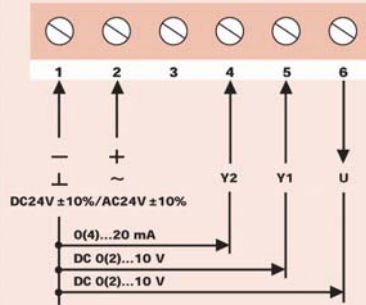 1 2 3 4 5 6
− +
⊥ ~ Y2 Y1 U
DC24V ±10%/AC24V ±10%
0(4)...20 mA
DC 0(2)...10 V
DC 0(2)...10 V